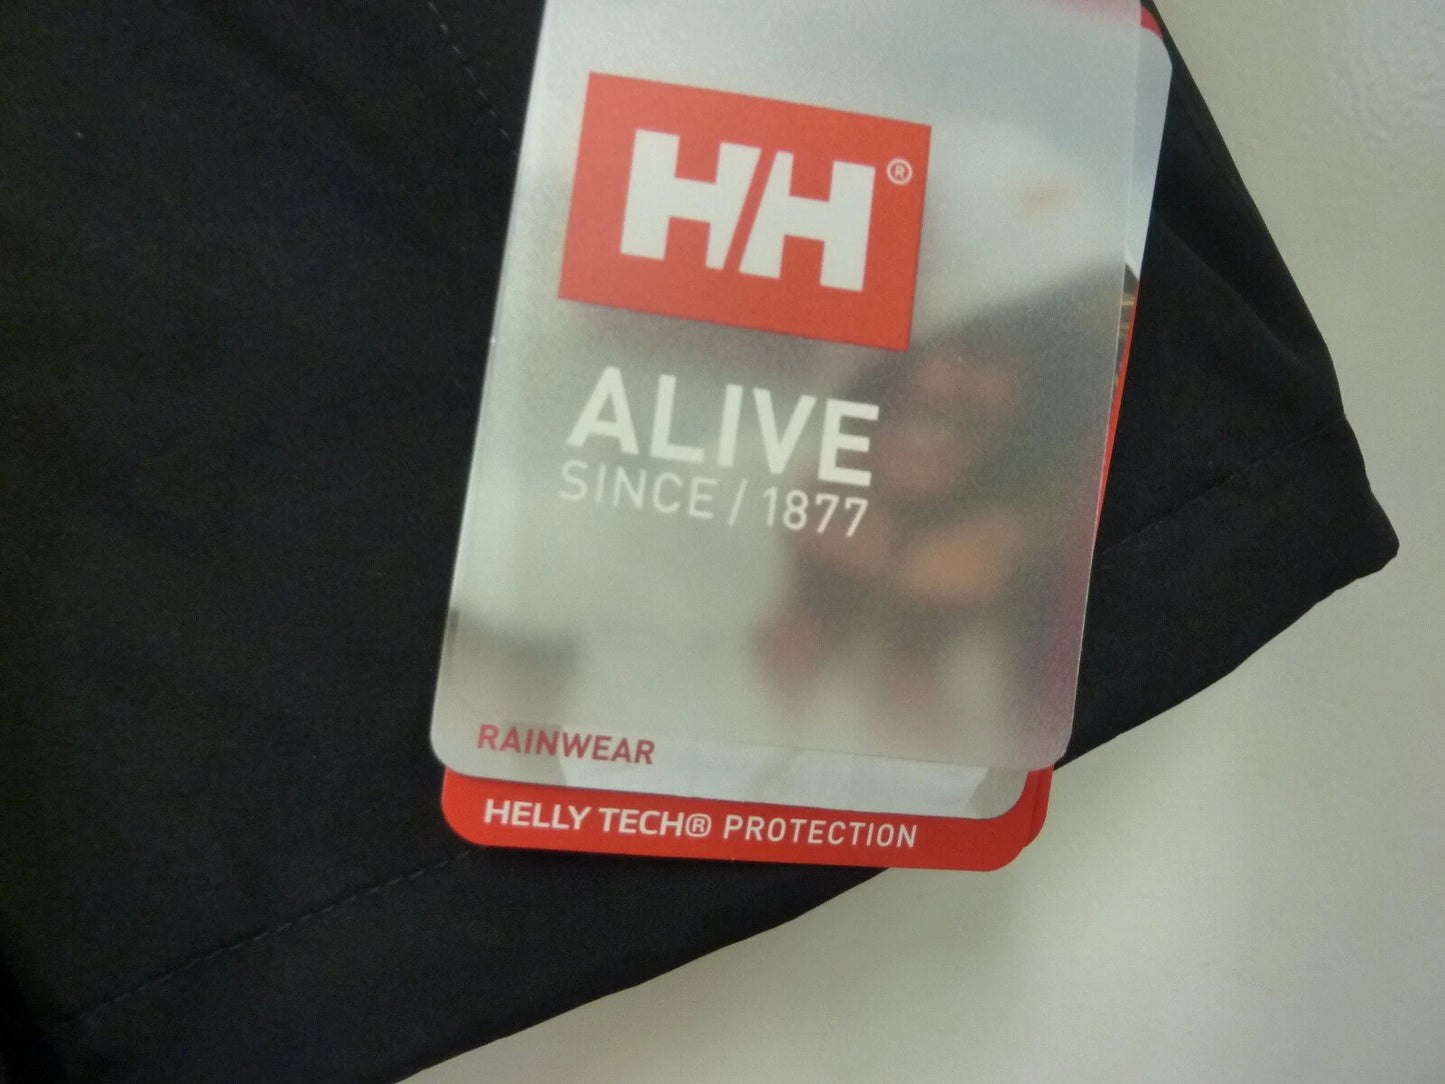 HH®
ALIVE
SINCE / 1877
RAINWEAR
HELLY TECH® PROTECTION